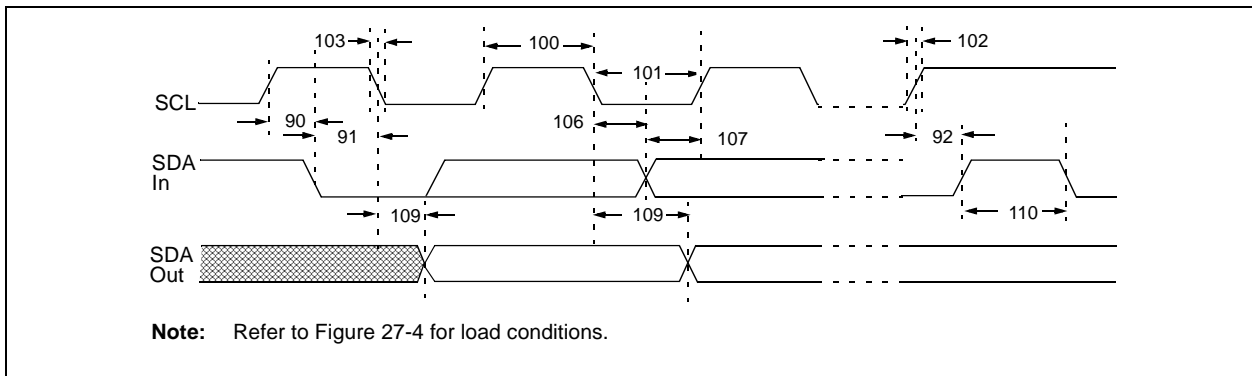 103
100
102
101
SCL
90
91
106
107
92
SDA
In
109
109
110
SDA
Out
Note: Refer to Figure 27-4 for load conditions.